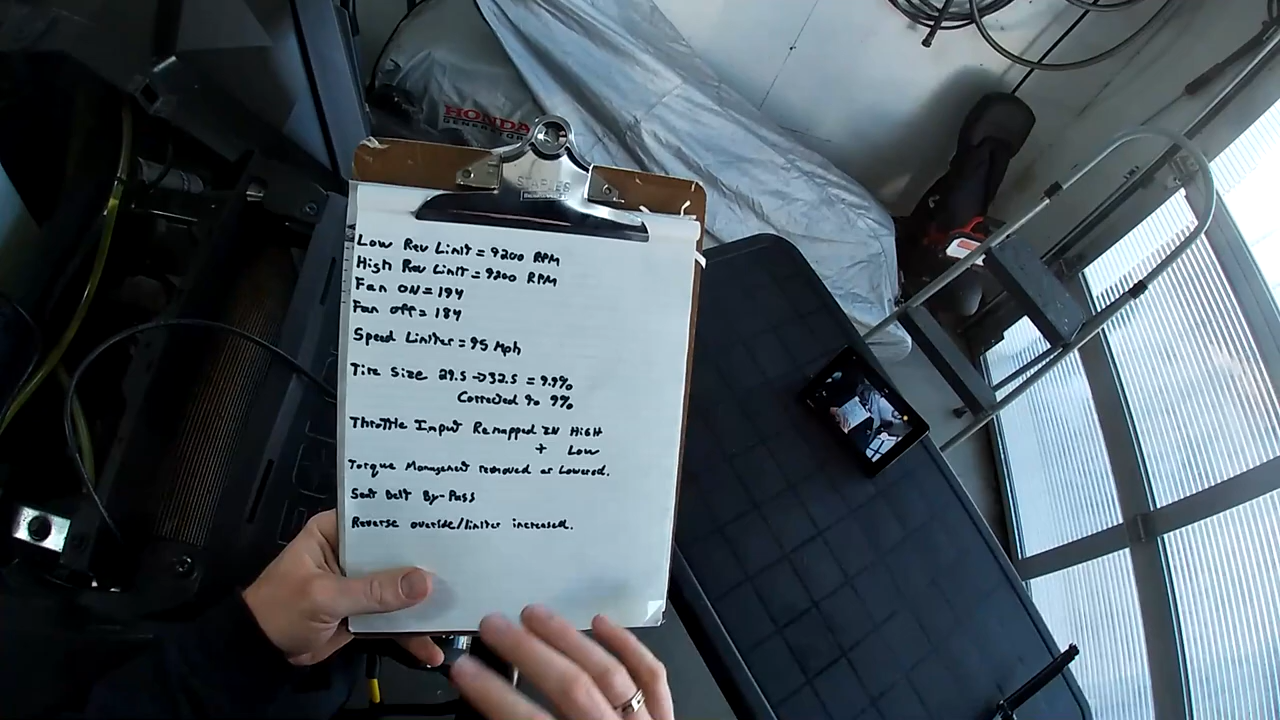 HONDA
GENERATOR
STAPLES
Low Rev Limit = 9200 RPM
High Rev Limit = 9200 RPM
Fan ON = 194
Fan off = 184
Speed Limiter = 95 Mph
Tire Size 29.5 → 32.5 = 9.9%
Corrected to 9%
Throttle Input Remapped IN HIGH
+ Low
Torque Management removed or Lowered.
Seat Belt By-Pass
Reverse overide/limiter increased.